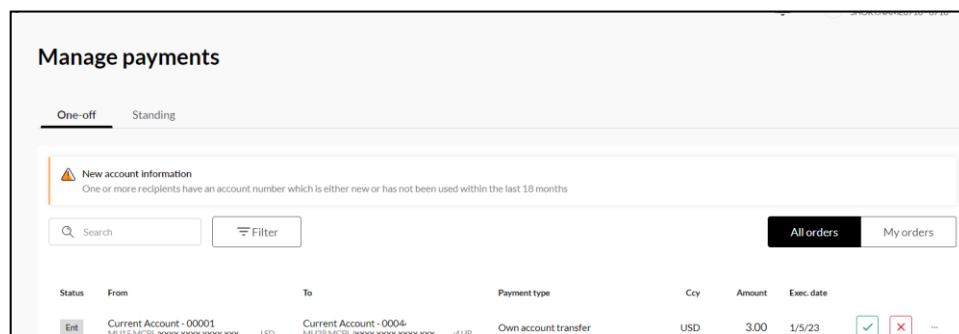 Manage payments
One-off Standing
New account information
One or more recipients have an account number which is either new or has not been used within the last 18 months
Search Filter All orders My orders
Status From To Payment type Ccy Amount Exec. date
Ent Current Account - 00001 Current Account - 0004 Own account transfer USD 3.00 1/5/23